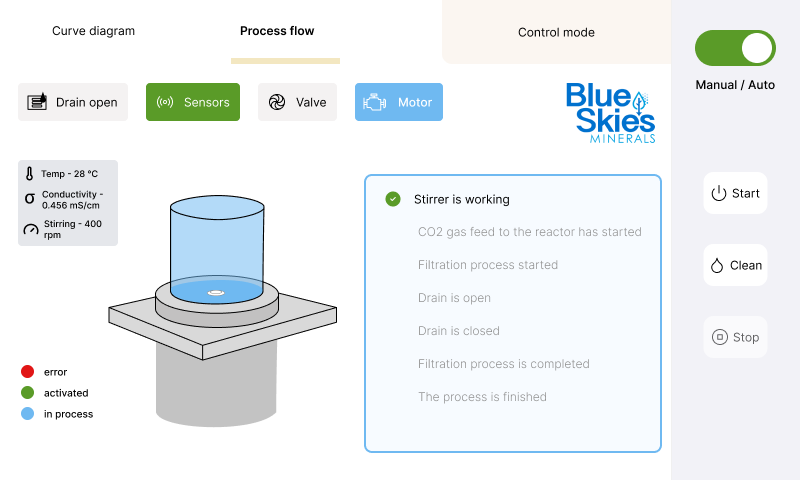 Curve diagram
Process flow
Control mode
Manual / Auto
Drain open
Sensors
Valve
Motor
Blue
Skies
MINERALS
Temp - 28 °C
σ Conductivity -
0.456 mS/cm
Stirring - 400
rpm
Stirrer is working
CO2 gas feed to the reactor has started
Filtration process started
Drain is open
Drain is closed
Filtration process is completed
The process is finished
Start
Clean
Stop
error
activated
in process